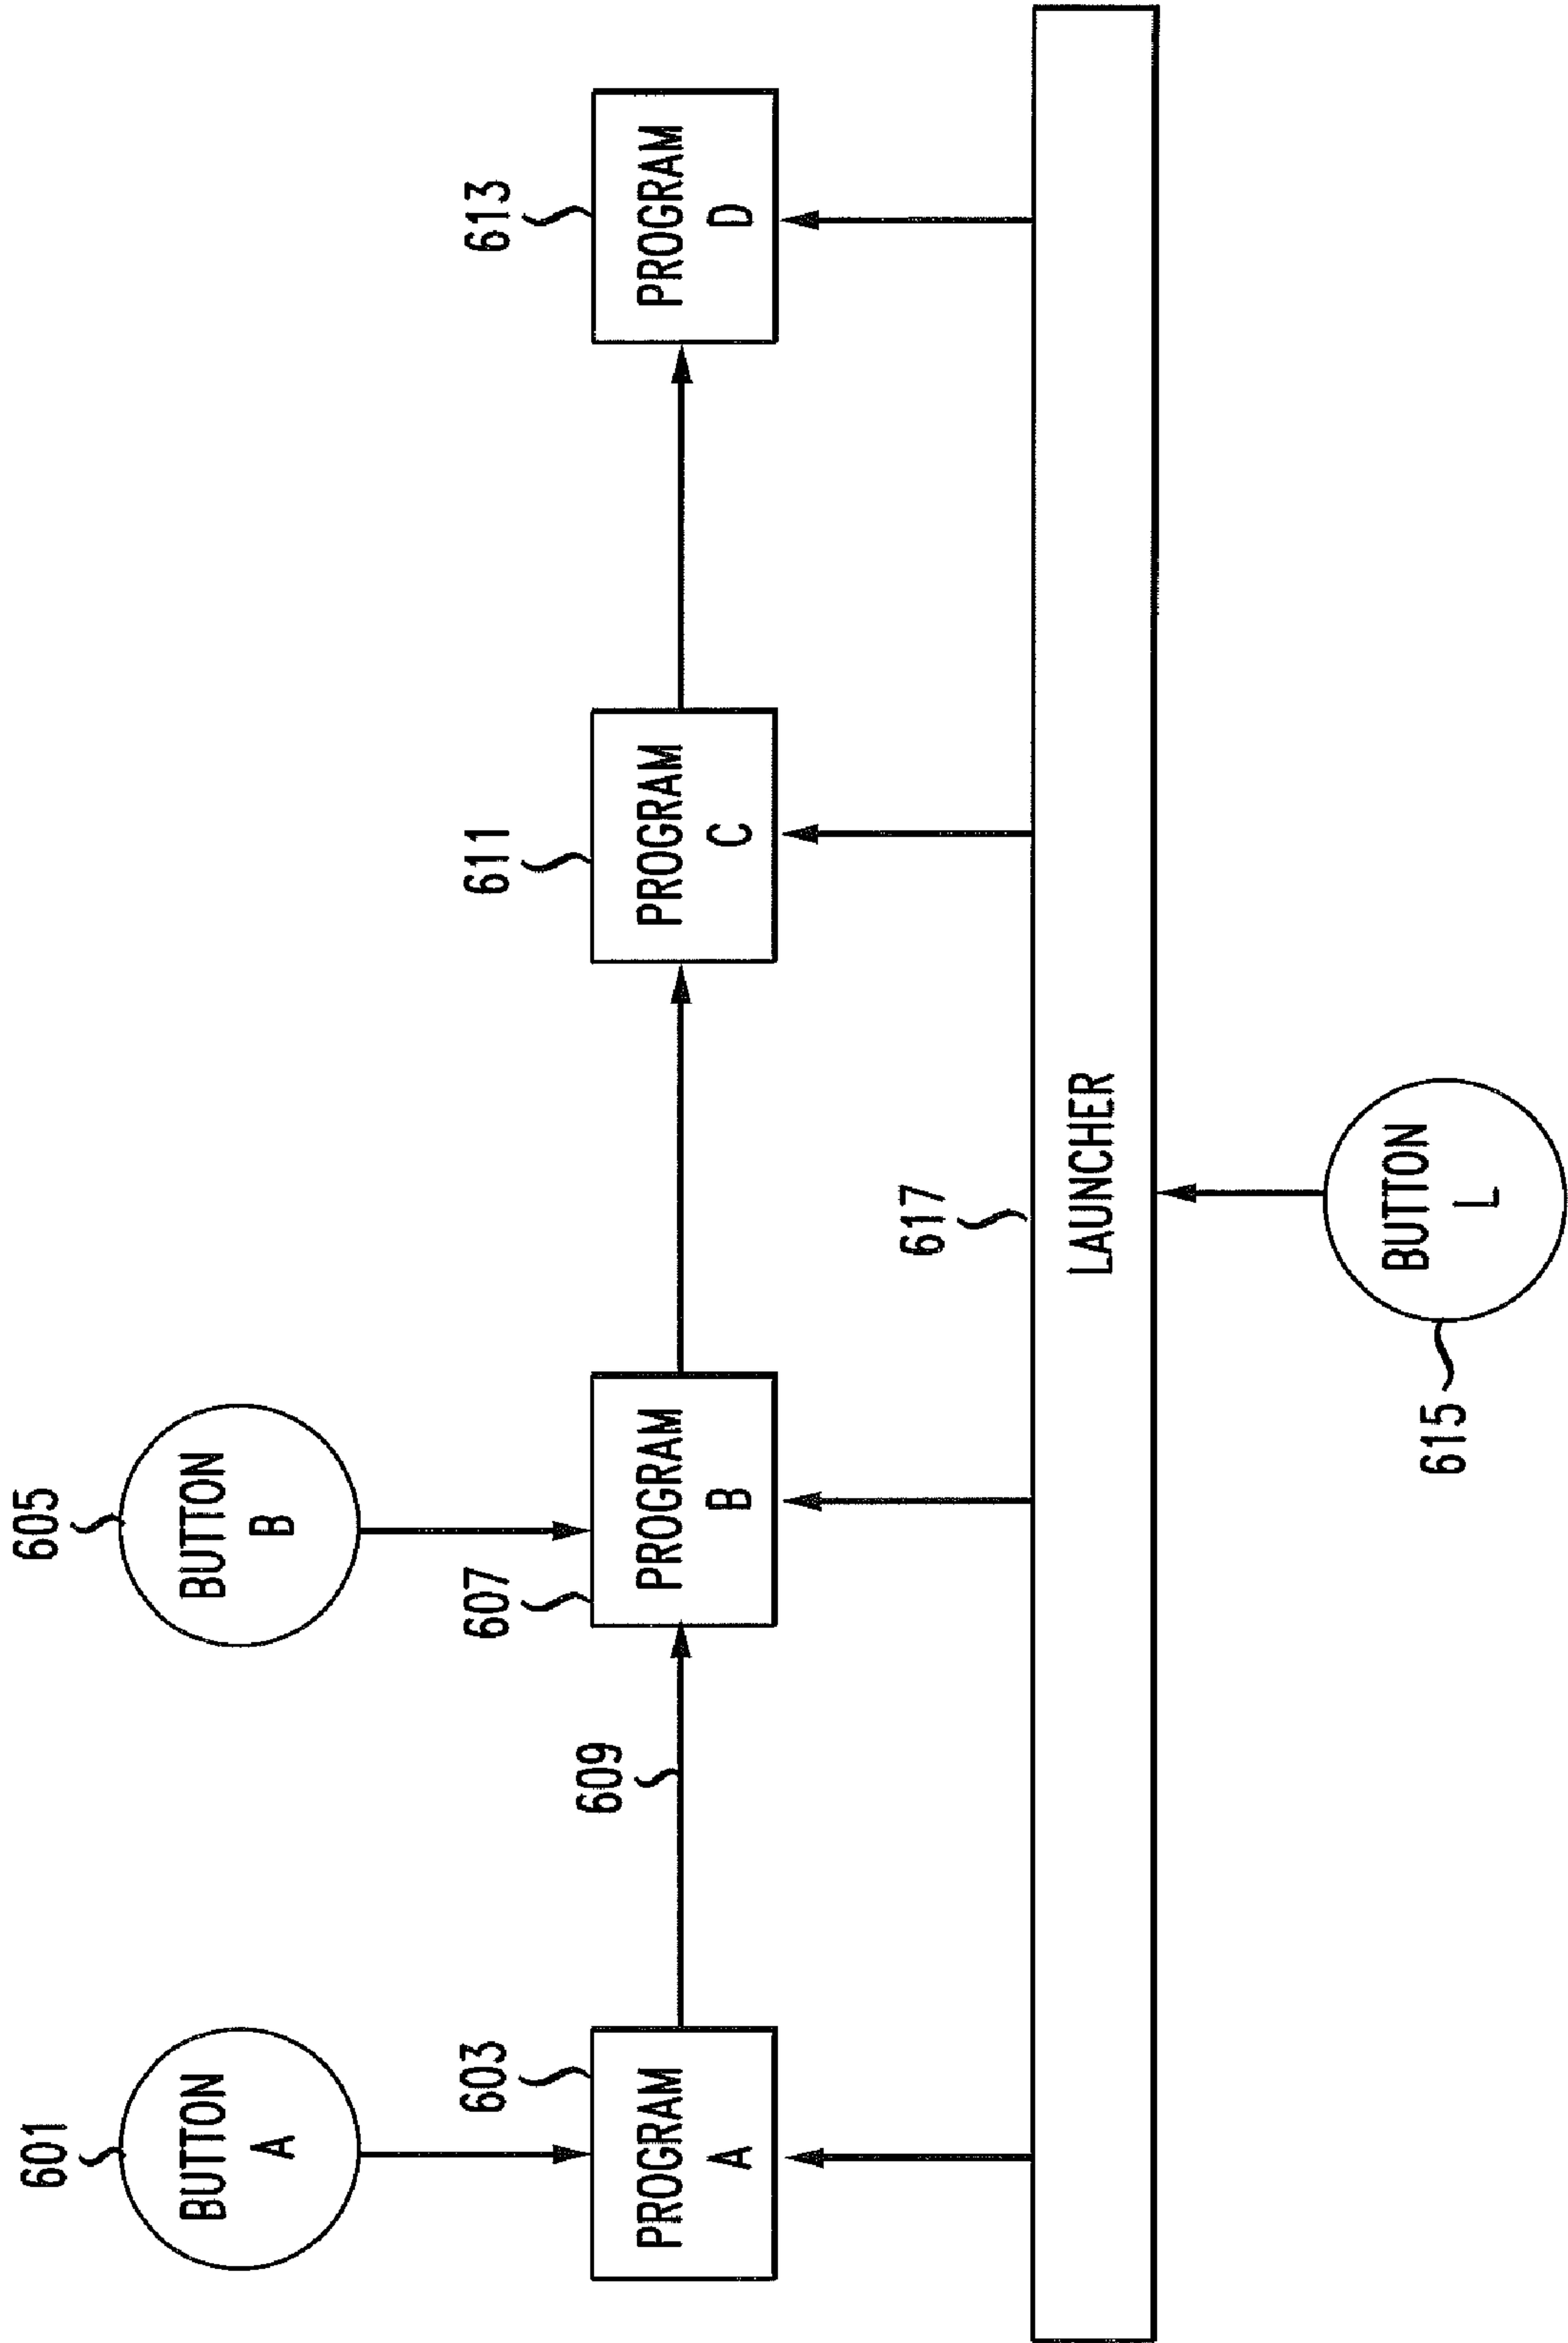 601
BUTTON
A
605
BUTTON
B
603
PROGRAM
A
609
607
PROGRAM
B
611
PROGRAM
C
613
PROGRAM
D
617
LAUNCHER
615
BUTTON
L